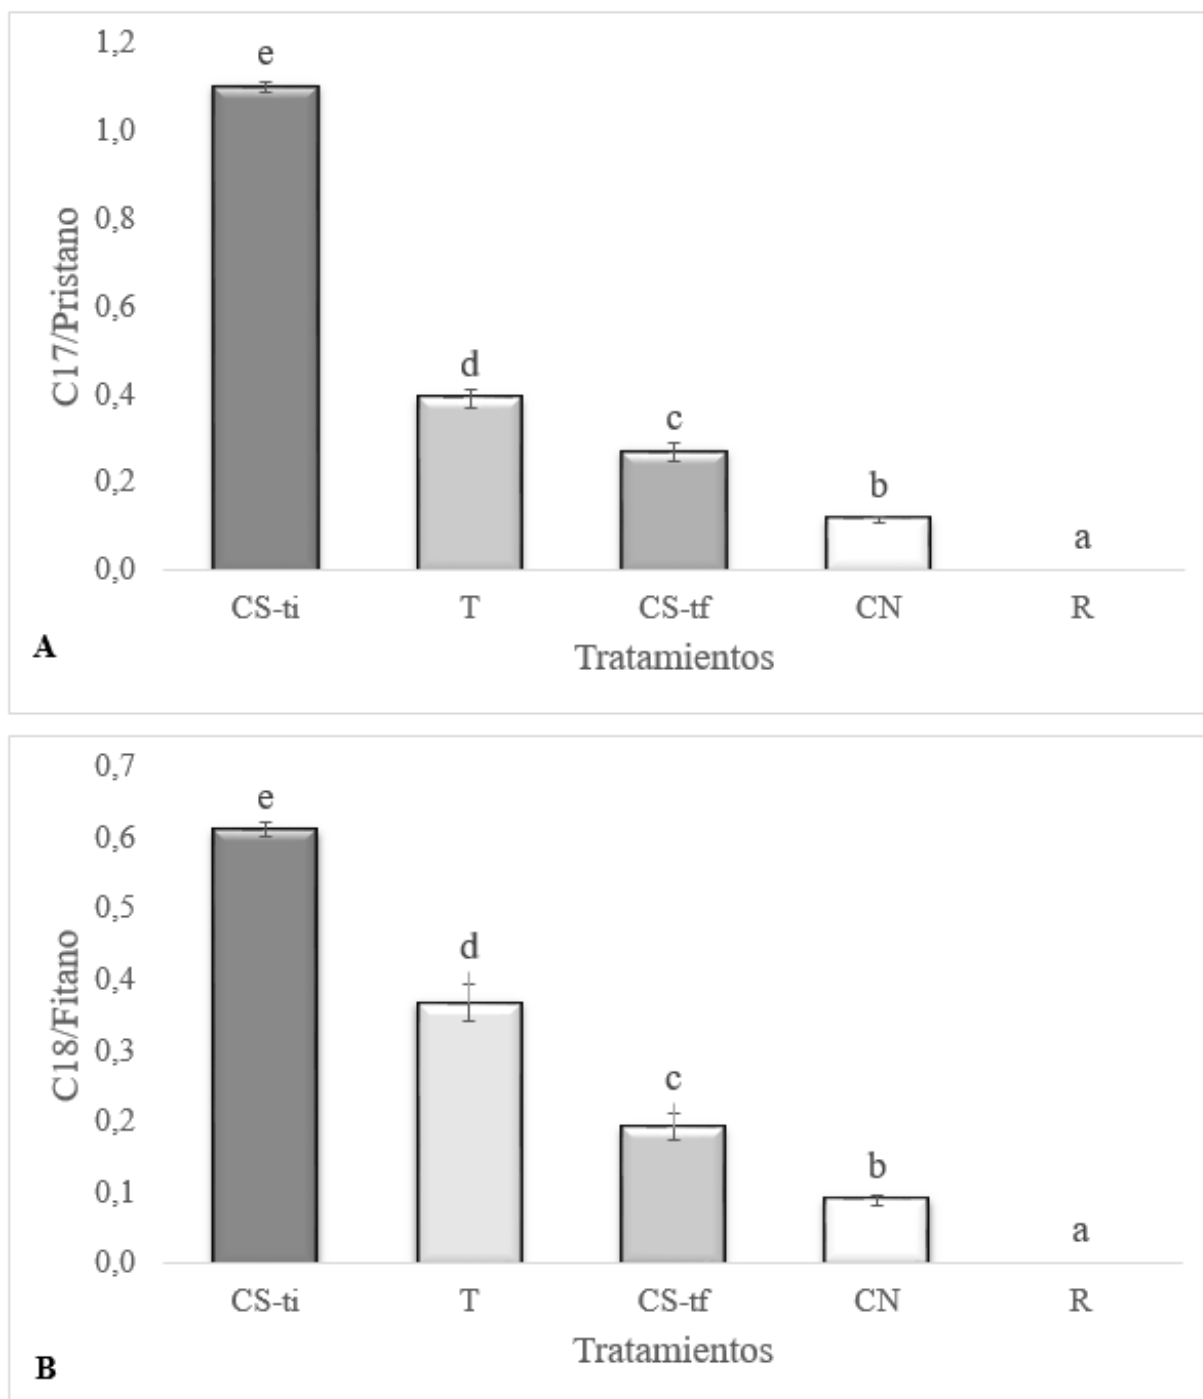 1,2
1,0
0,8
0,6
0,4
0,2
0,0
C17/Pristano
e
d
c
b
a
CS-ti T CS-tf CN R
Tratamientos
A
0,7
0,6
0,5
0,4
0,3
0,2
0,1
0,0
C18/Fitano
e
d
c
b
a
CS-ti T CS-tf CN R
Tratamientos
B